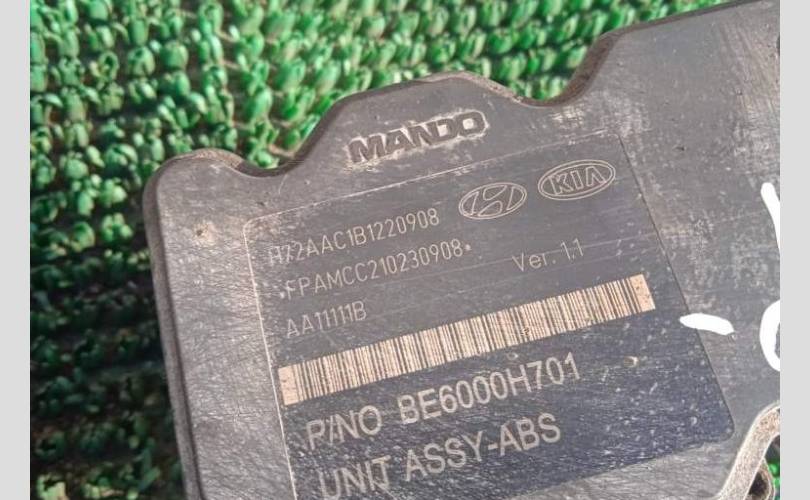 MANDO
KIA
H72AAC1B1220908
FPAMCC210230908
Ver. 1.1
AA11111B
P/NO BE6000H701
UNIT ASSY-ABS